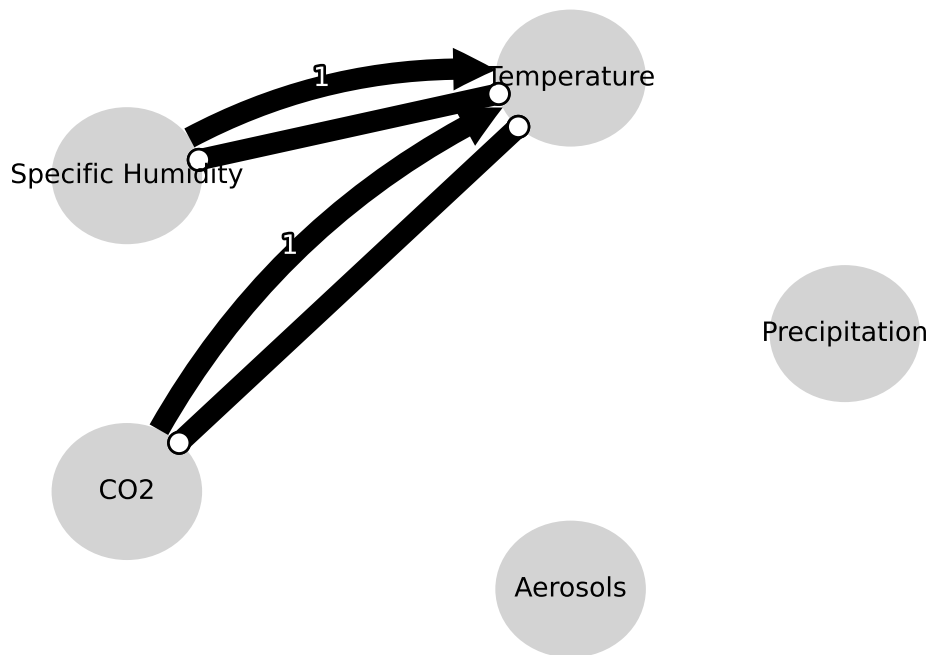 Temperature
1
Specific Humidity
1
Precipitation
CO2
Aerosols